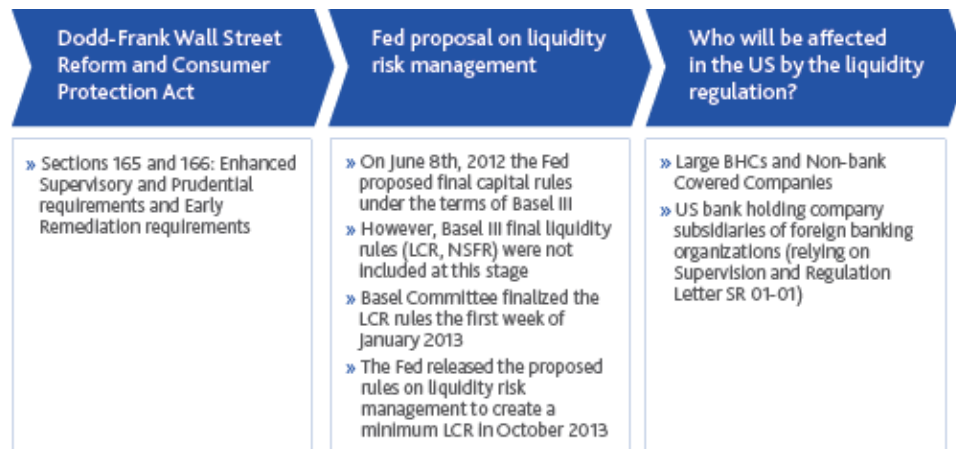 Dodd-Frank Wall Street
Reform and Consumer
Protection Act
» Sections 165 and 166: Enhanced
Supervisory and Prudential
requirements and Early
Remediation requirements
Fed proposal on liquidity
risk management
» On June 8th, 2012 the Fed
proposed final capital rules
under the terms of Basel III
» However, Basel III final liquidity
rules (LCR, NSFR) were not
included at this stage
» Basel Committee finalized the
LCR rules the first week of
January 2013
» The Fed released the proposed
rules on liquidity risk
management to create a
minimum LCR in October 2013
Who will be affected
in the US by the liquidity
regulation?
» Large BHCs and Non-bank
Covered Companies
» US bank holding company
subsidiaries of foreign banking
organizations (relying on
Supervision and Regulation
Letter SR 01-01)